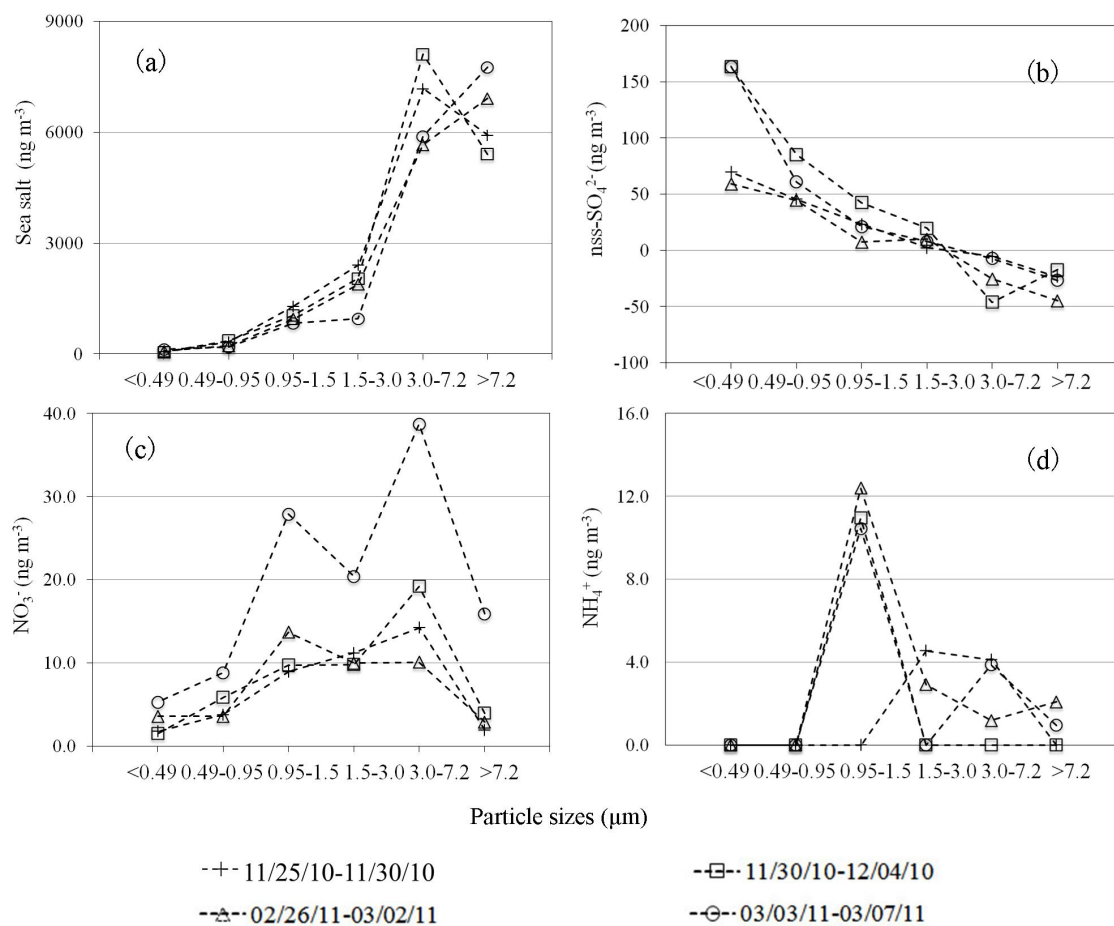 (a)
Sea salt (ng m⁻³)
9000
6000
3000
0
<0.49 0.49-0.95 0.95-1.5 1.5-3.0 3.0-7.2 >7.2
(b)
nss-SO₄²⁻(ng m⁻³)
200
150
100
50
0
-50
-100
<0.49 0.49-0.95 0.95-1.5 1.5-3.0 3.0-7.2 >7.2
(c)
NO₃⁻ (ng m⁻³)
40.0
30.0
20.0
10.0
0.0
<0.49 0.49-0.95 0.95-1.5 1.5-3.0 3.0-7.2 >7.2
(d)
NH₄⁺ (ng m⁻³)
16.0
12.0
8.0
4.0
0.0
<0.49 0.49-0.95 0.95-1.5 1.5-3.0 3.0-7.2 >7.2
Particle sizes (μm)
11/25/10-11/30/10
11/30/10-12/04/10
02/26/11-03/02/11
03/03/11-03/07/11